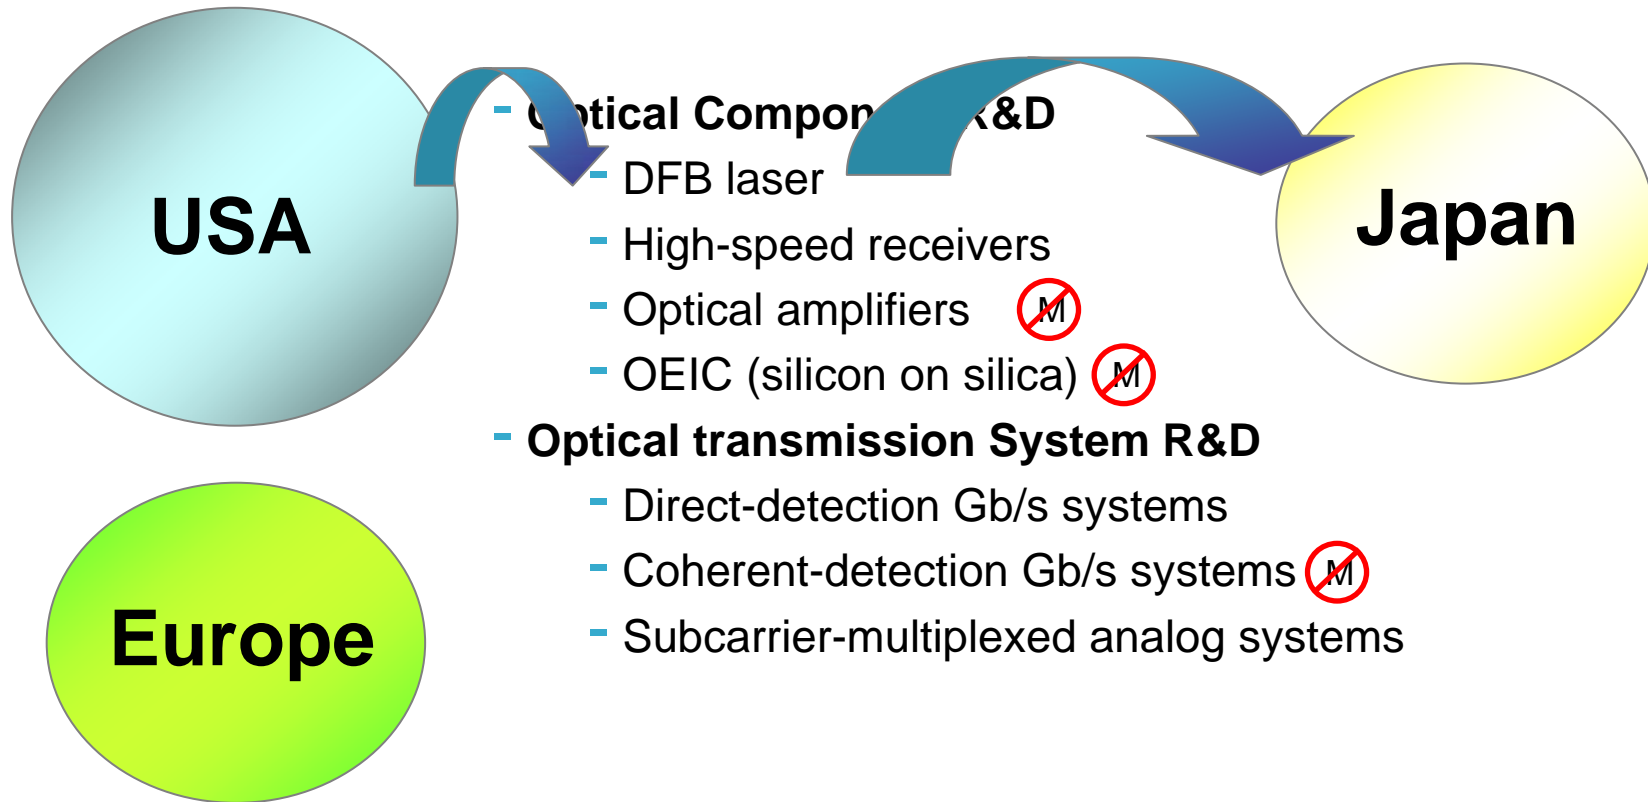 USA
Europe
- Optical Component R&D
- DFB laser
- High-speed receivers
- Optical amplifiers M
- OEIC (silicon on silica) M
- Optical transmission System R&D
- Direct-detection Gb/s systems
- Coherent-detection Gb/s systems M
- Subcarrier-multiplexed analog systems
Japan